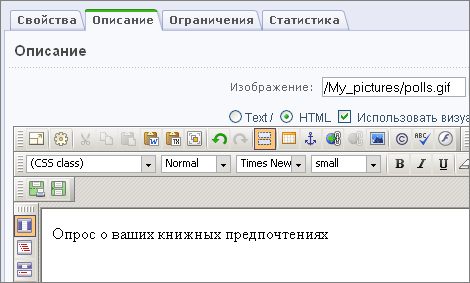 Свойства Описание Ограничения Статистика
Описание
Изображение: /My_pictures/polls.gif
Text / HTML Использовать визуа
(CSS class) Normal Times New small B I U
Опрос о ваших книжных предпочтениях